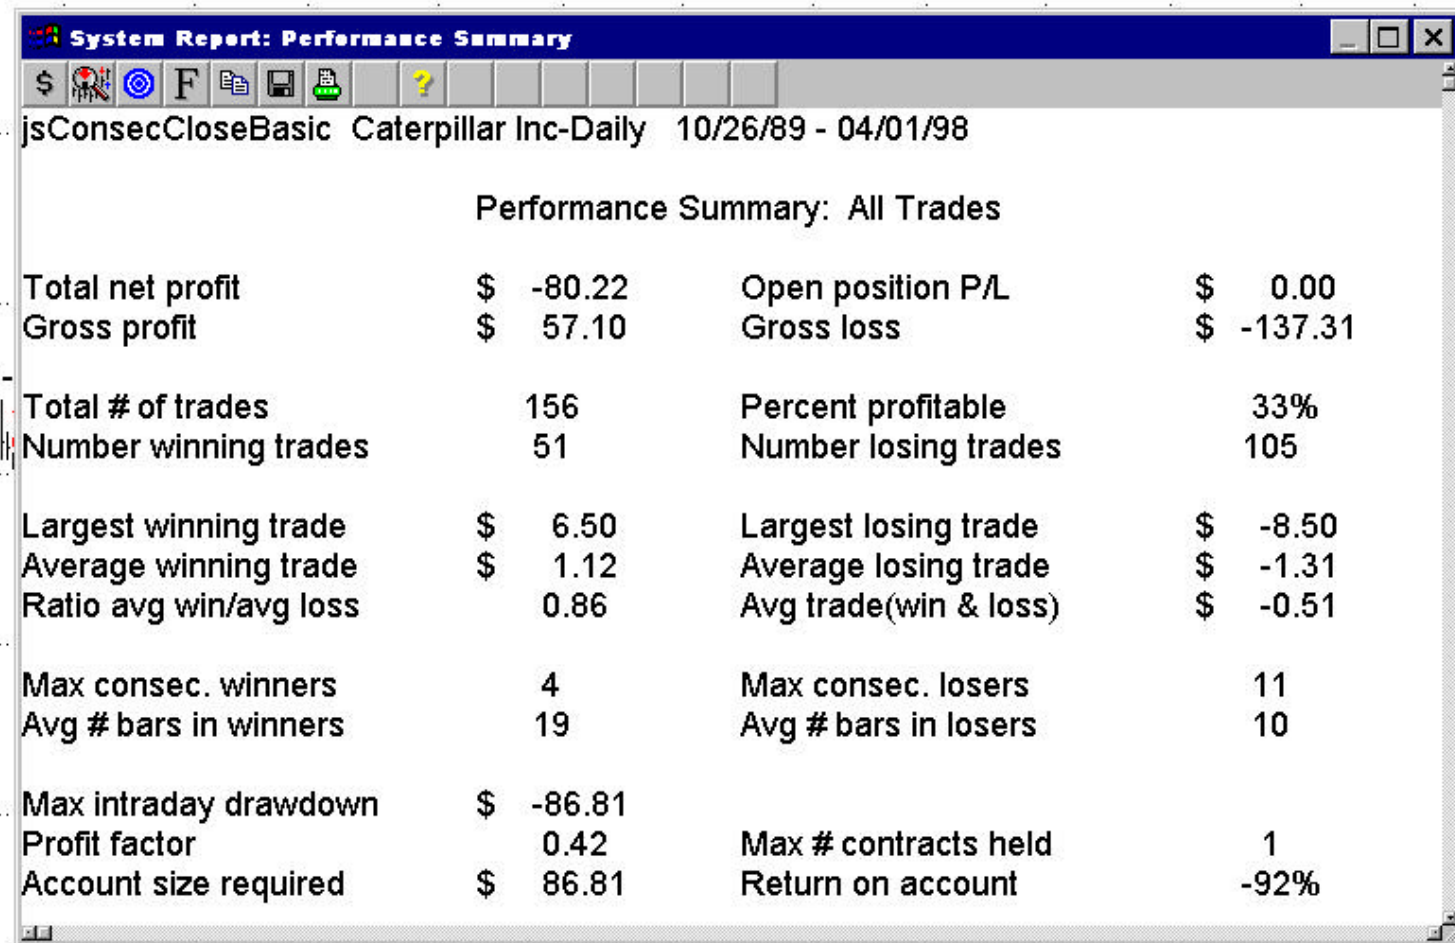 System Report: Performance Summary
$ F ?
jsConsecCloseBasic Caterpillar Inc-Daily 10/26/89 - 04/01/98
Performance Summary: All Trades
Total net profit $ -80.22 Open position P/L $ 0.00
Gross profit $ 57.10 Gross loss $ -137.31
Total # of trades 156 Percent profitable 33%
Number winning trades 51 Number losing trades 105
Largest winning trade $ 6.50 Largest losing trade $ -8.50
Average winning trade $ 1.12 Average losing trade $ -1.31
Ratio avg win/avg loss 0.86 Avg trade(win & loss) $ -0.51
Max consec. winners 4 Max consec. losers 11
Avg # bars in winners 19 Avg # bars in losers 10
Max intraday drawdown $ -86.81
Profit factor 0.42 Max # contracts held 1
Account size required $ 86.81 Return on account -92%